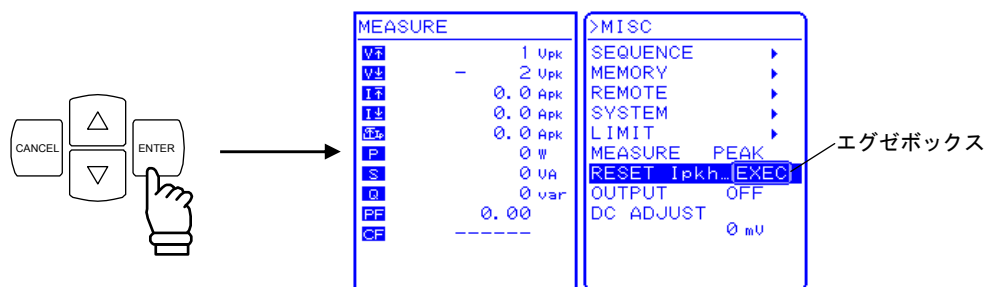 CANCEL
ENTER
MEASURE
V 1 Vpk
V - 2 Vpk
I 0.0 Apk
I 0.0 Apk
0.0 Apk
P 0 W
S 0 VA
Q 0 var
PF 0.00
CF ------
>MISC
SEQUENCE
MEMORY
REMOTE
SYSTEM
LIMIT
MEASURE PEAK
RESET Ipkh…EXEC
OUTPUT OFF
DC ADJUST
0 mV
エグゼボックス